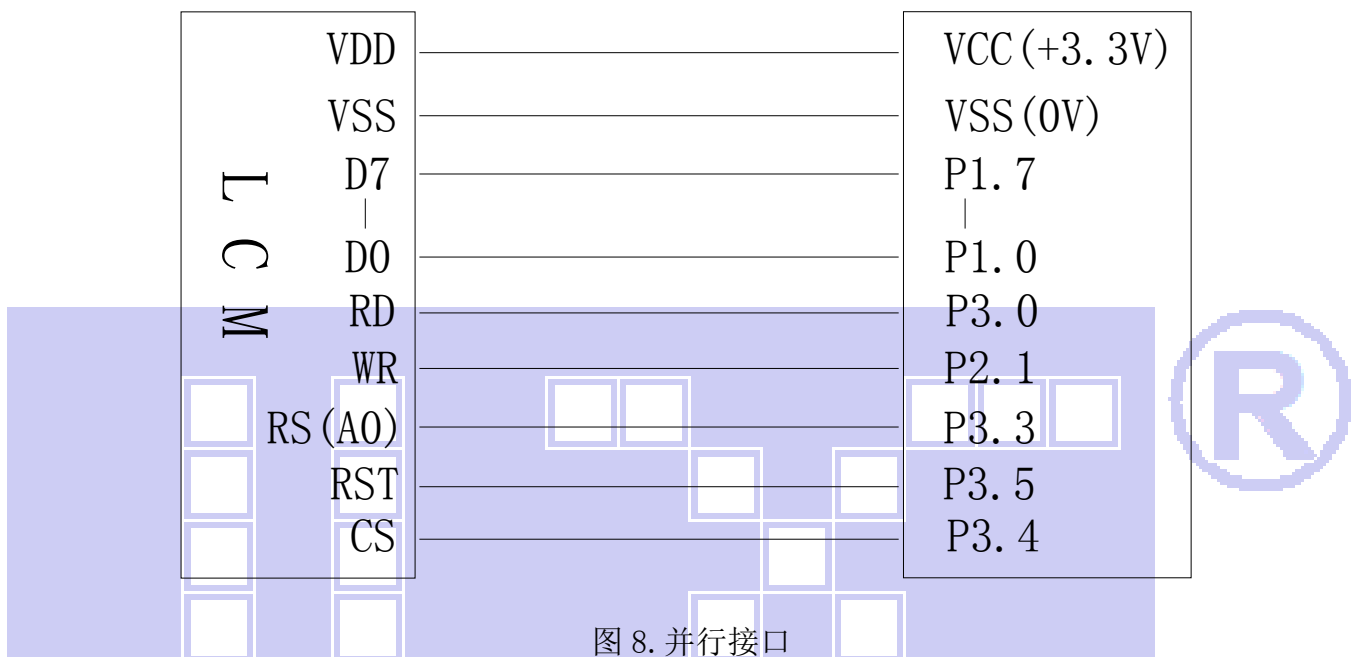 VDD VCC(+3.3V)
VSS VSS(0V)
D7 P1.7
D0 P1.0
RD P3.0
WR P2.1
RS(A0) P3.3
RST P3.5
CS P3.4
LCM
®
图 8.并行接口